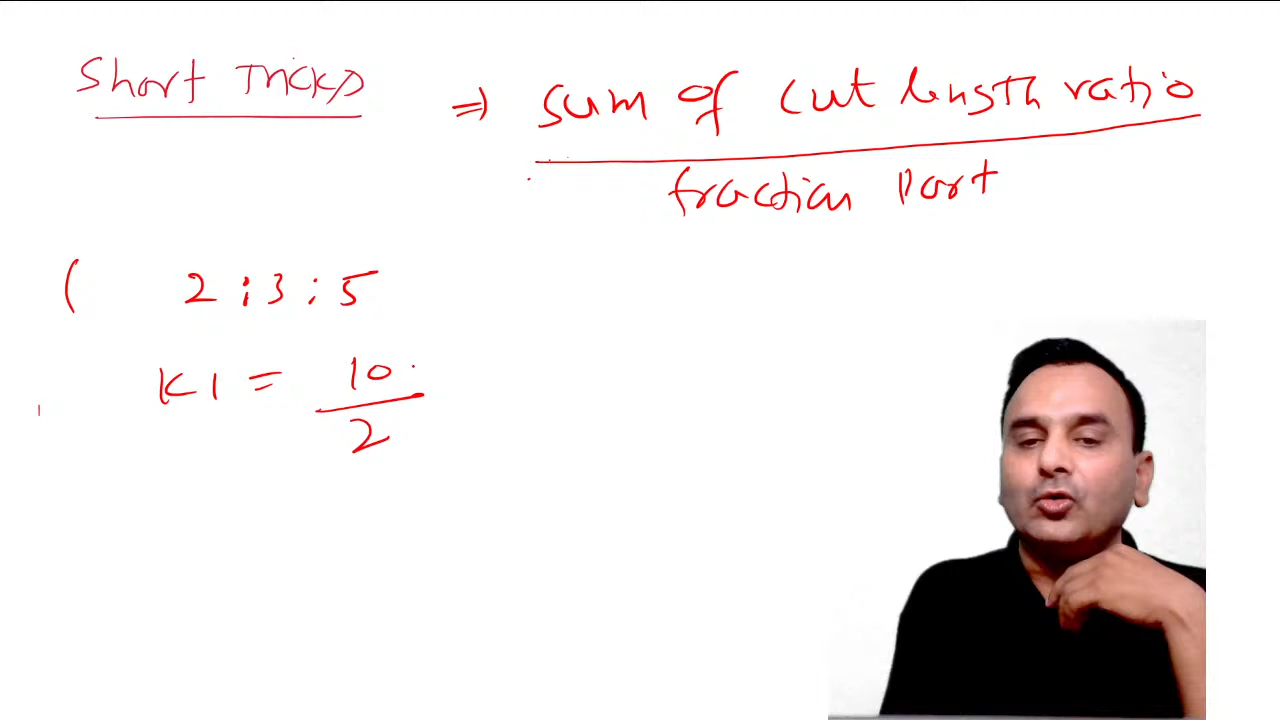 Short Tricks
⇒ sum of cut length ratio
fraction part
( 2 : 3 : 5
K1 = 10
2